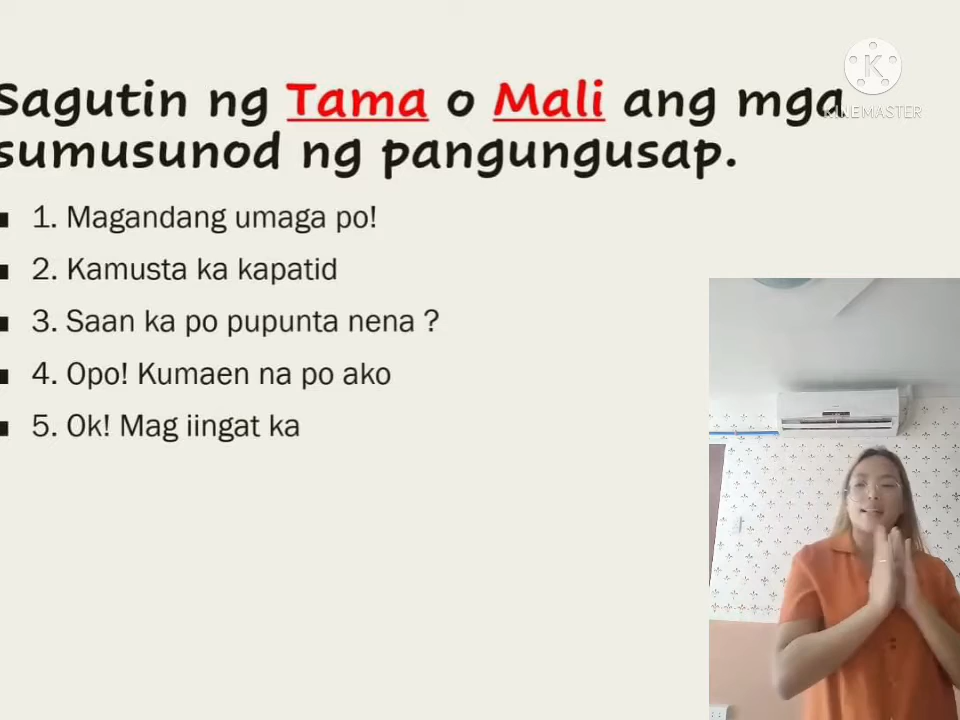 Sagutin ng Tama o Mali ang mga
sumusunod ng pangungusap.
1. Magandang umaga po!
2. Kamusta ka kapatid
3. Saan ka po pupunta nena ?
4. Opo! Kumaen na po ako
5. Ok! Mag iingat ka
K
KINEMASTER